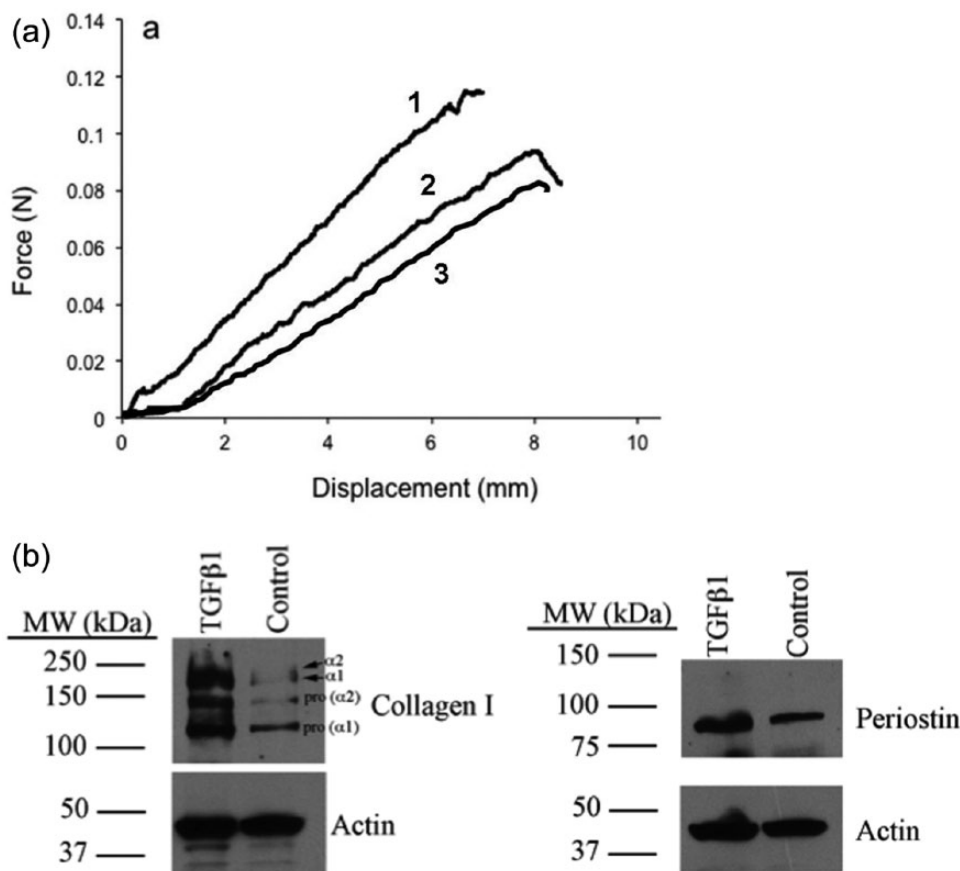 (a)
a
0.14
0.12
0.1
0.08
0.06
0.04
0.02
0
Force (N)
1
2
3
0 2 4 6 8 10
Displacement (mm)
(b)
MW (kDa) TGFβ1 Control
250
150
100
α2
α1
pro (α2)
pro (α1)
Collagen I
50
37
Actin
MW (kDa) TGFβ1 Control
150
100
75
Periostin
50
37
Actin